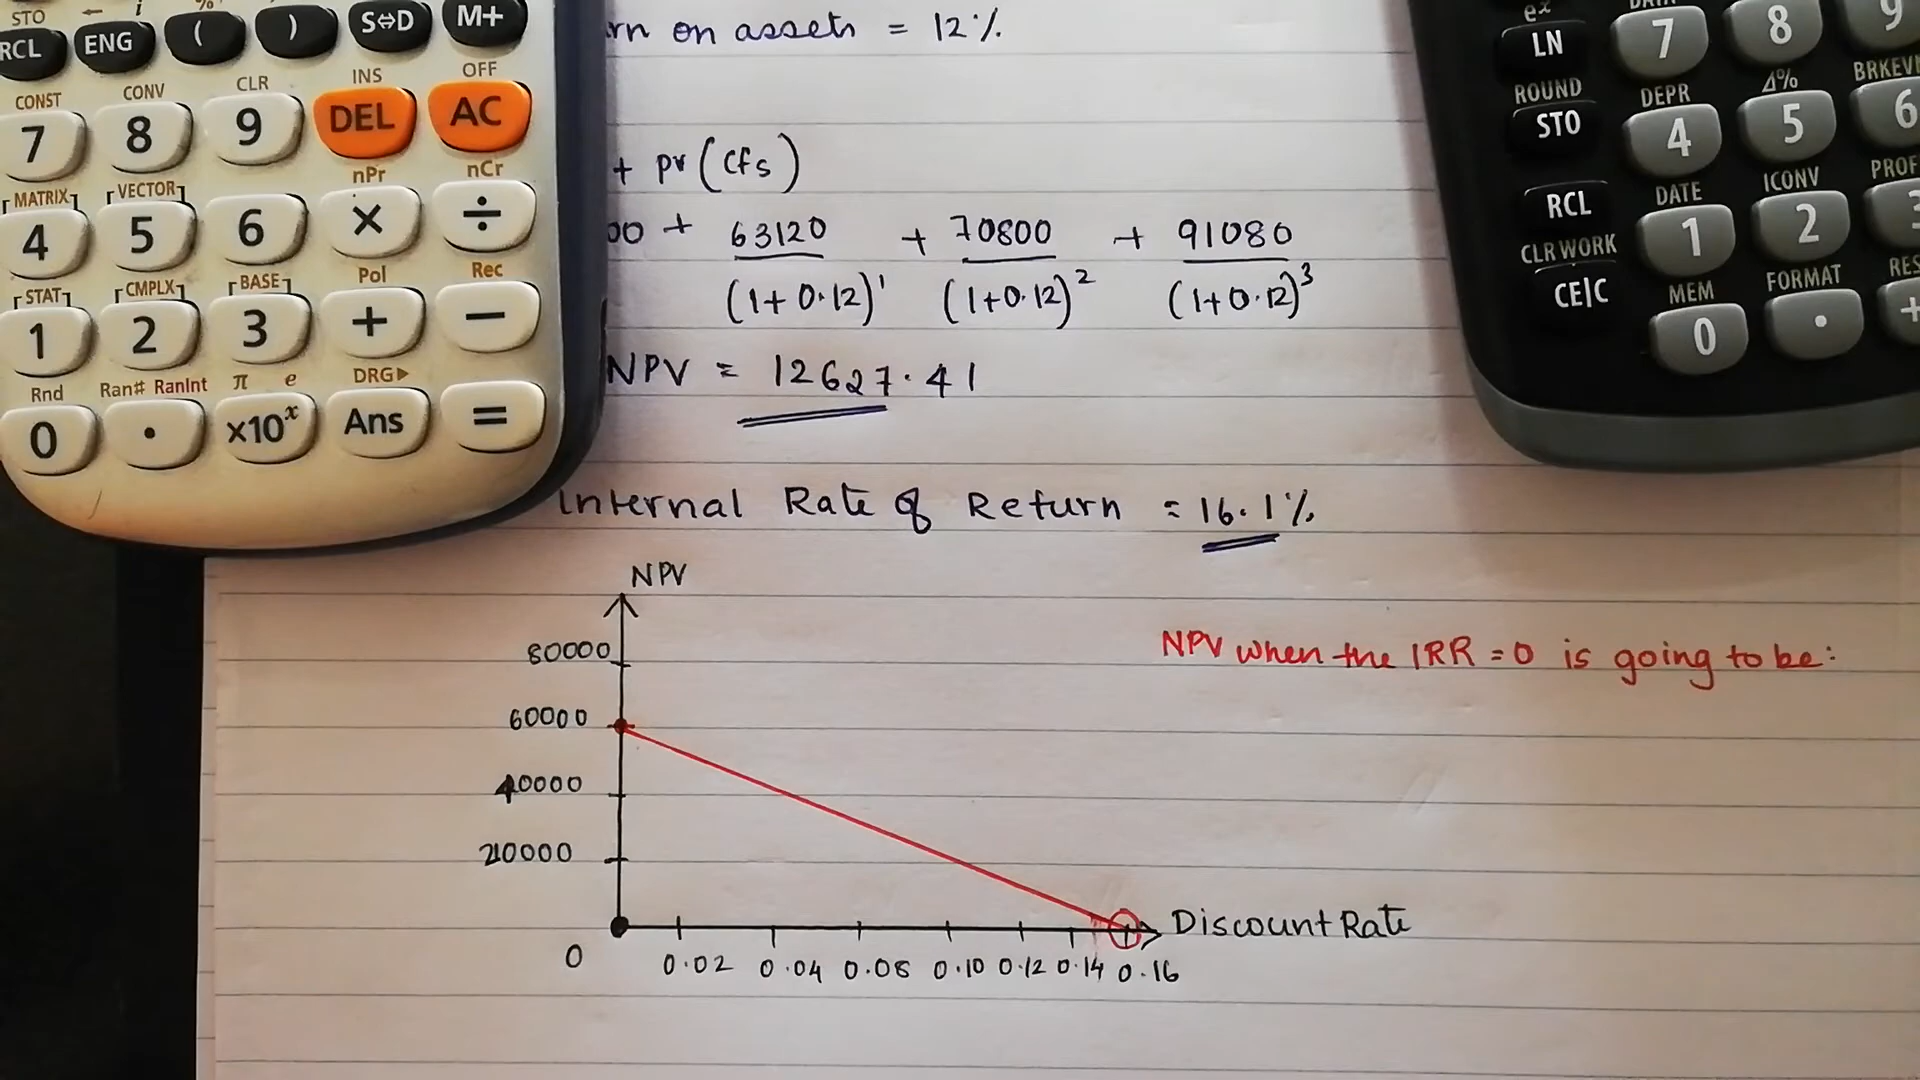 STO ← i %
RCL ENG ( ) S⇔D M+
CONST CONV CLR INS OFF
7 8 9 DEL AC
MATRIX VECTOR nPr nCr
4 5 6 × ÷
STAT CMPLX BASE Pol Rec
1 2 3 + −
Rnd Ran# RanInt π e DRG▶
0 . ×10ˣ Ans =
rn on assets = 12%
+ pv (Cfs)
00 + 63120 + 70800 + 91080
(1+0.12)¹ (1+0.12)² (1+0.12)³
NPV = 12627.41
Internal Rate of Return = 16.1%
NPV
80000
60000
40000
20000
0
0.02 0.04 0.08 0.10 0.12 0.14 0.16
Discount Rate
NPV when the IRR = 0 is going to be:
eˣ
LN 7 8 9
ROUND DEPR Δ% BRKEVN
STO 4 5 6
DATE ICONV PROF
RCL 1 2 3
CLR WORK MEM FORMAT RES
CE|C 0 . +